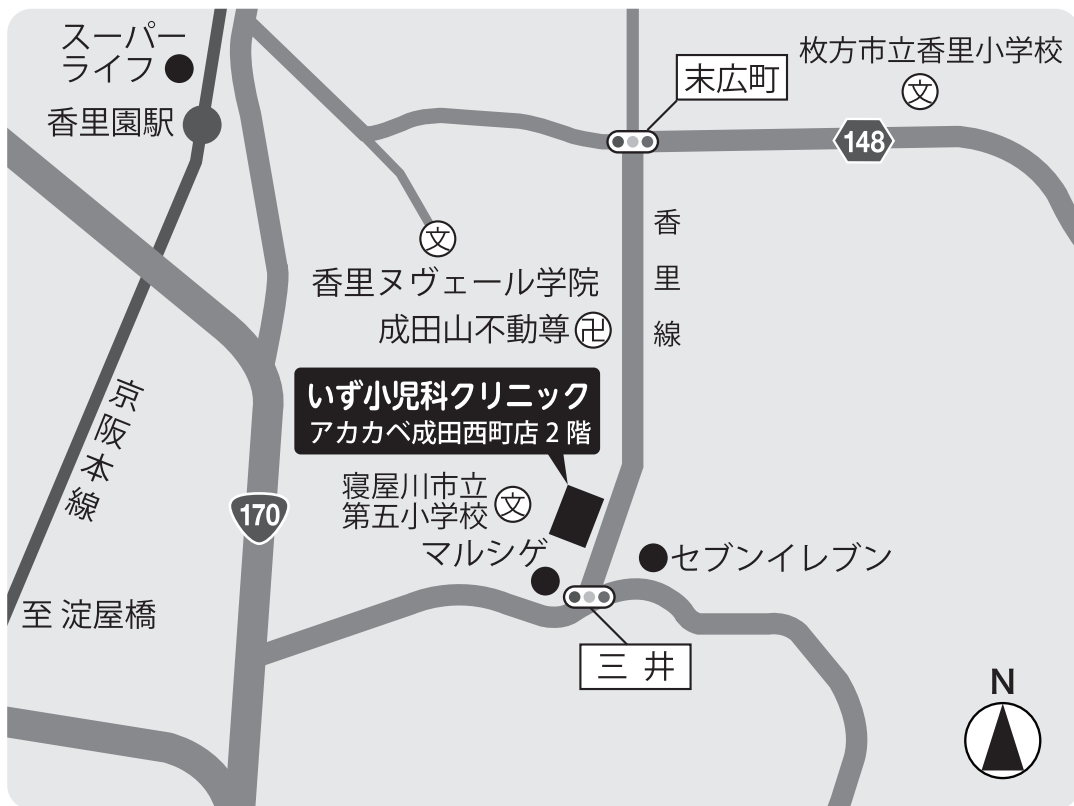 スーパー
ライフ
香里園駅
末広町
枚方市立香里小学校
文
148
香里線
文
香里ヌヴェール学院
成田山不動尊 卍
いず小児科クリニック
アカカベ成田西町店2階
京阪本線
170
寝屋川市立
第五小学校
文
マルシゲ
セブンイレブン
至 淀屋橋
三 井
N